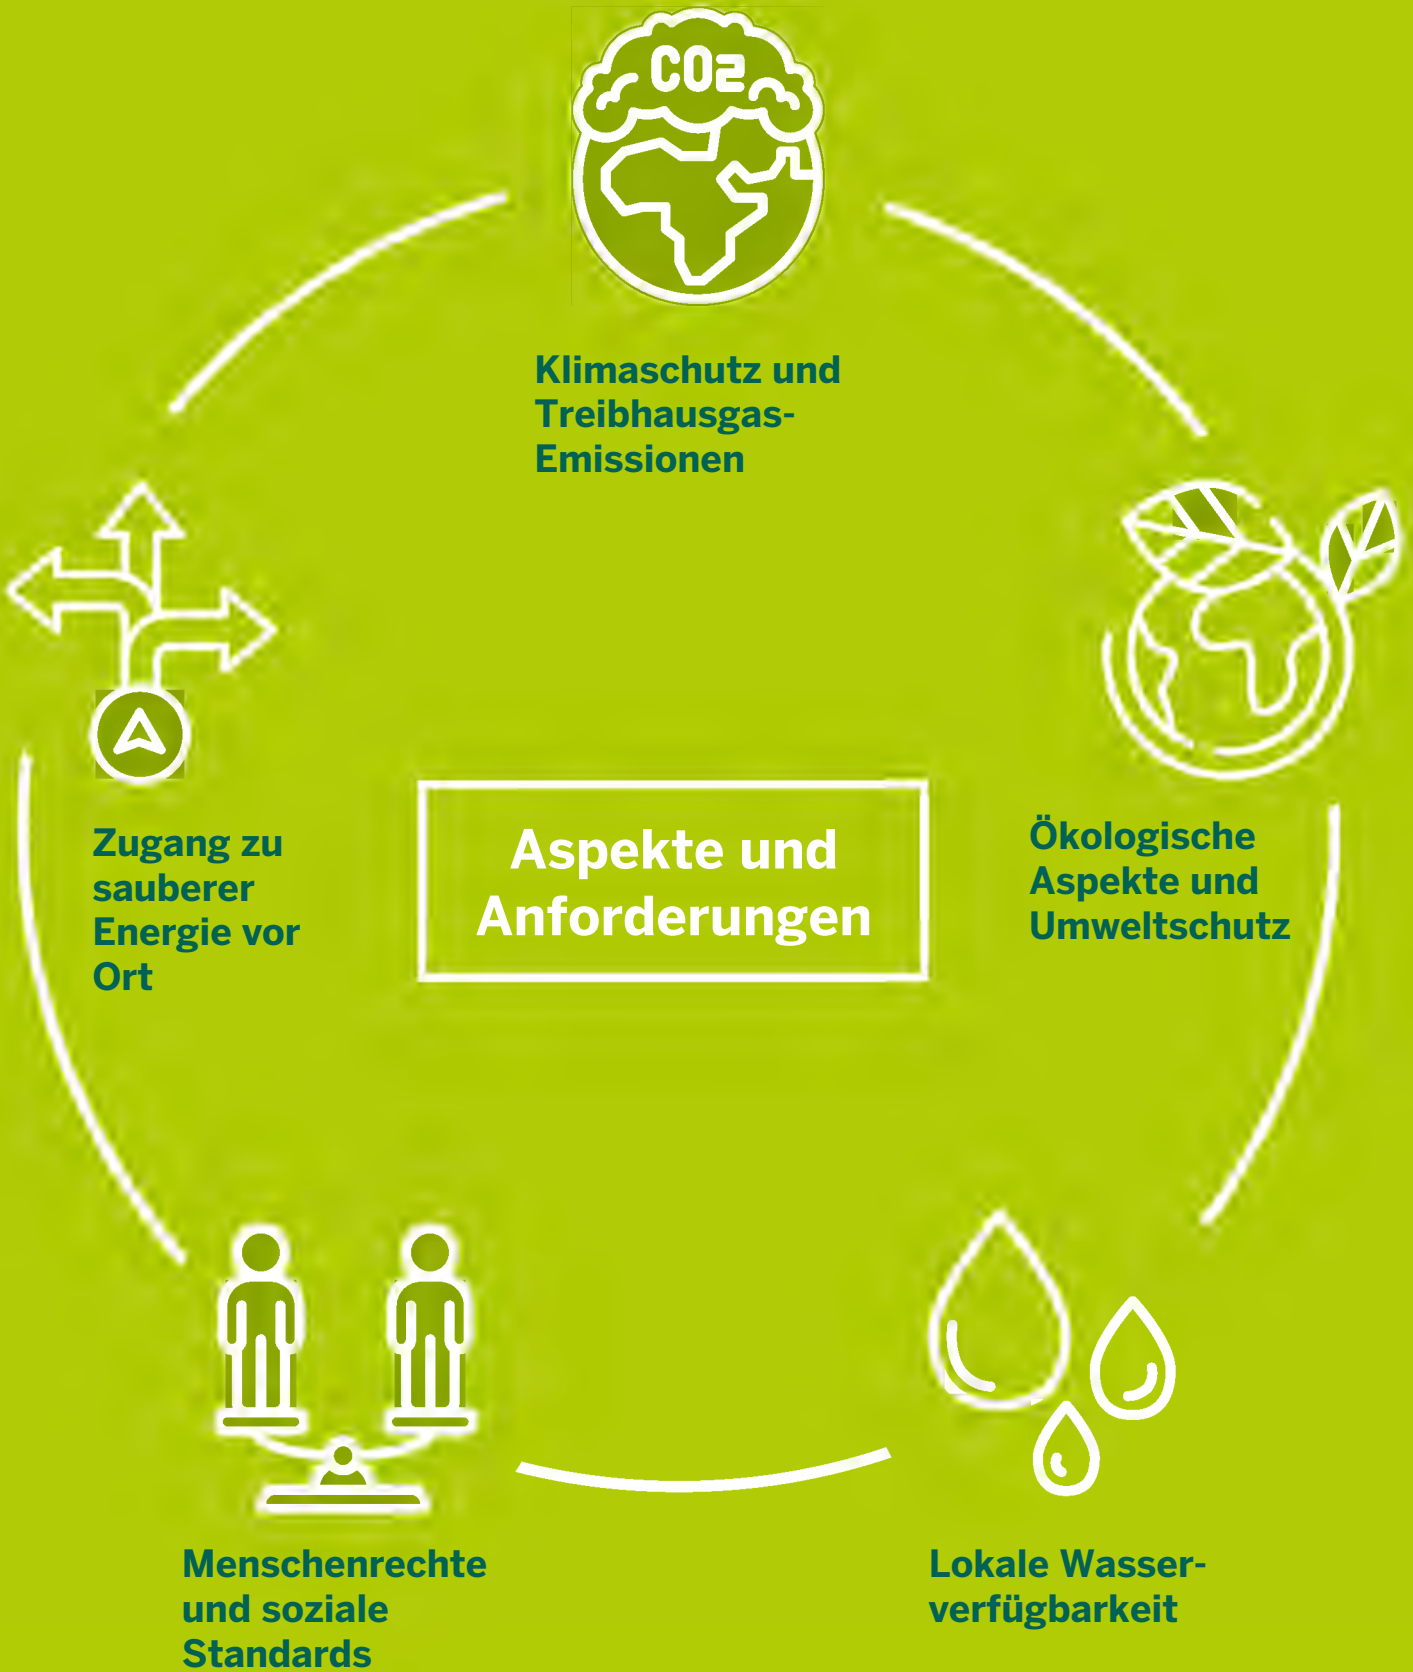 CO2
Klimaschutz und
Treibhausgas-
Emissionen
Zugang zu
sauberer
Energie vor
Ort
Aspekte und
Anforderungen
Ökologische
Aspekte und
Umweltschutz
Menschenrechte
und soziale
Standards
Lokale Wasser-
verfügbarkeit